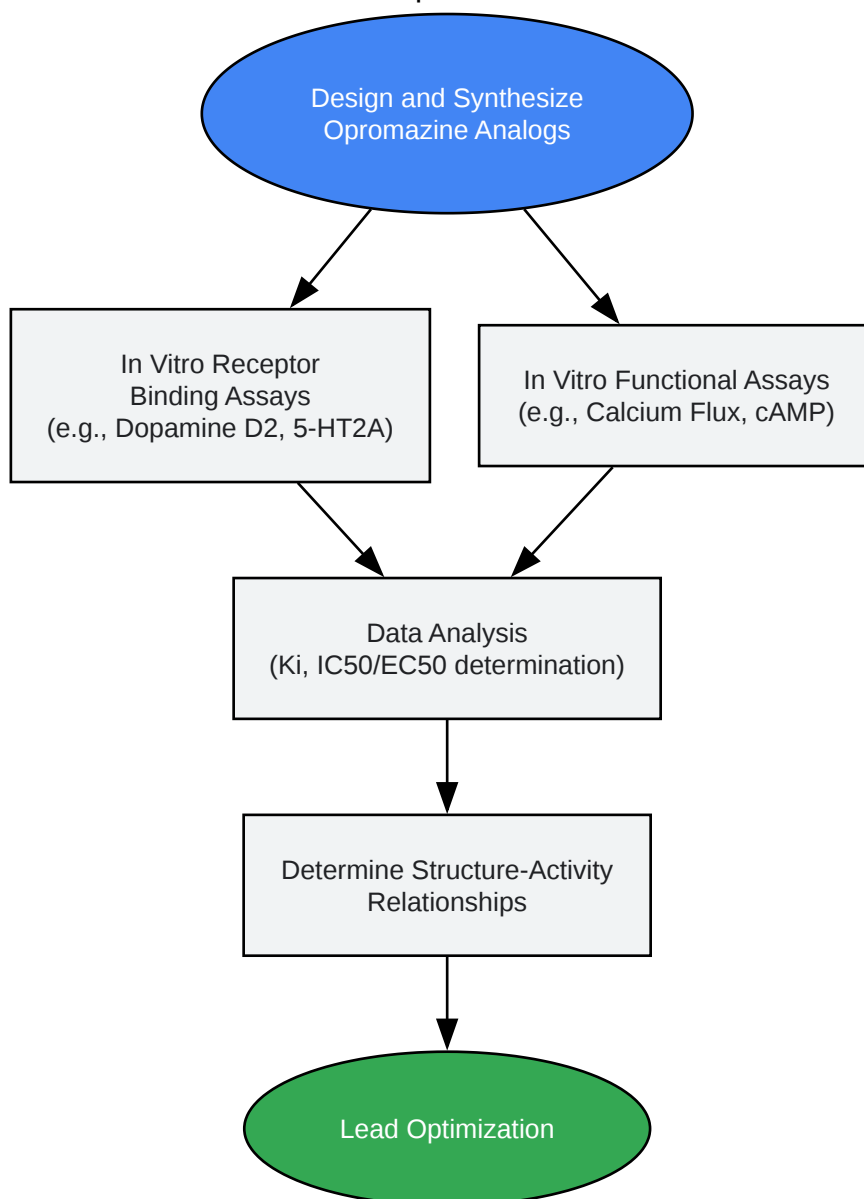 Design and Synthesize
Opromazine Analogs
In Vitro Receptor
Binding Assays
(e.g., Dopamine D2, 5-HT2A)
In Vitro Functional Assays
(e.g., Calcium Flux, cAMP)
Data Analysis
(Ki, IC50/EC50 determination)
Determine Structure-Activity
Relationships
Lead Optimization